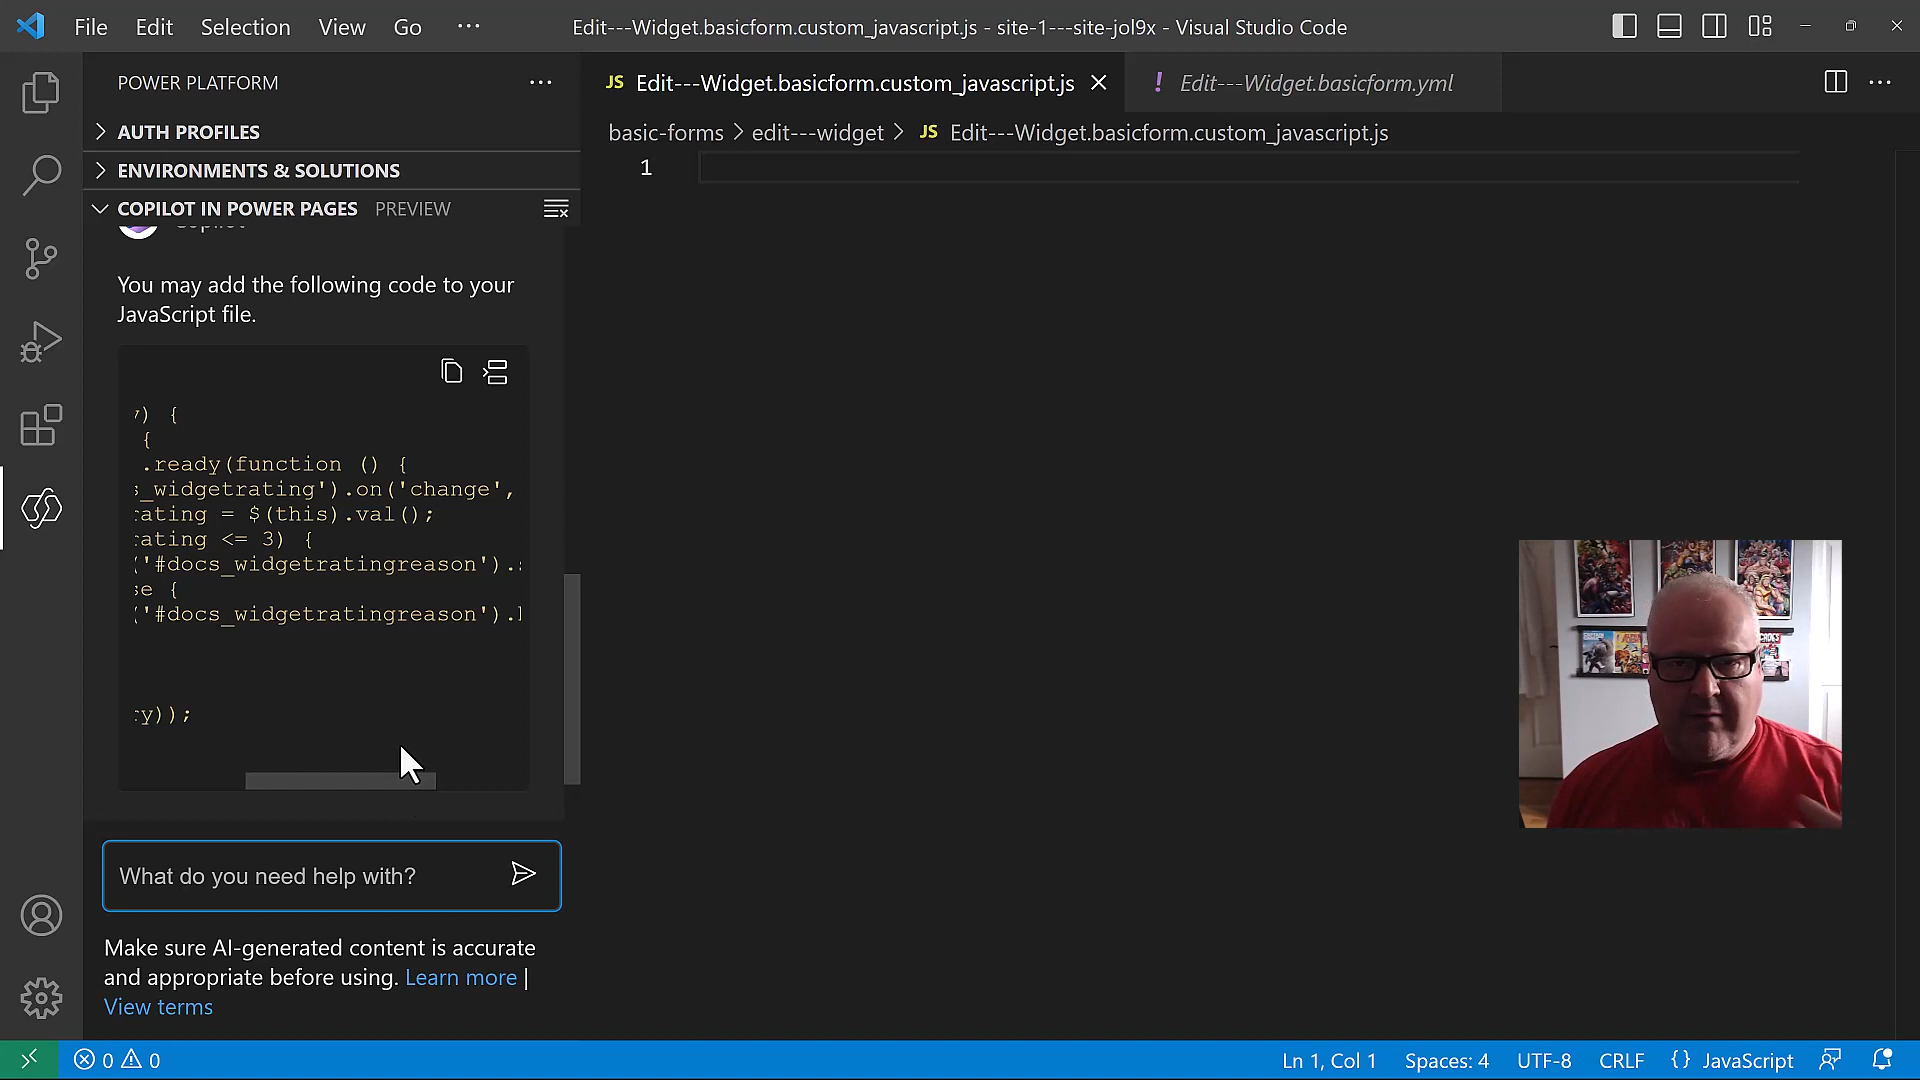 File Edit Selection View Go ··· Edit---Widget.basicform.custom_javascript.js - site-1---site-jol9x - Visual Studio Code
POWER PLATFORM
AUTH PROFILES
ENVIRONMENTS & SOLUTIONS
COPILOT IN POWER PAGES PREVIEW
Copilot
You may add the following code to your
JavaScript file.
) {
{
.ready(function () {
s_widgetrating').on('change',
rating = $(this).val();
rating <= 3) {
('#docs_widgetratingreason').
se {
('#docs_widgetratingreason').
ry));
What do you need help with?
Make sure AI-generated content is accurate
and appropriate before using. Learn more |
View terms
JS Edit---Widget.basicform.custom_javascript.js
! Edit---Widget.basicform.yml
basic-forms > edit---widget > JS Edit---Widget.basicform.custom_javascript.js
1
0 0
Ln 1, Col 1 Spaces: 4 UTF-8 CRLF {} JavaScript